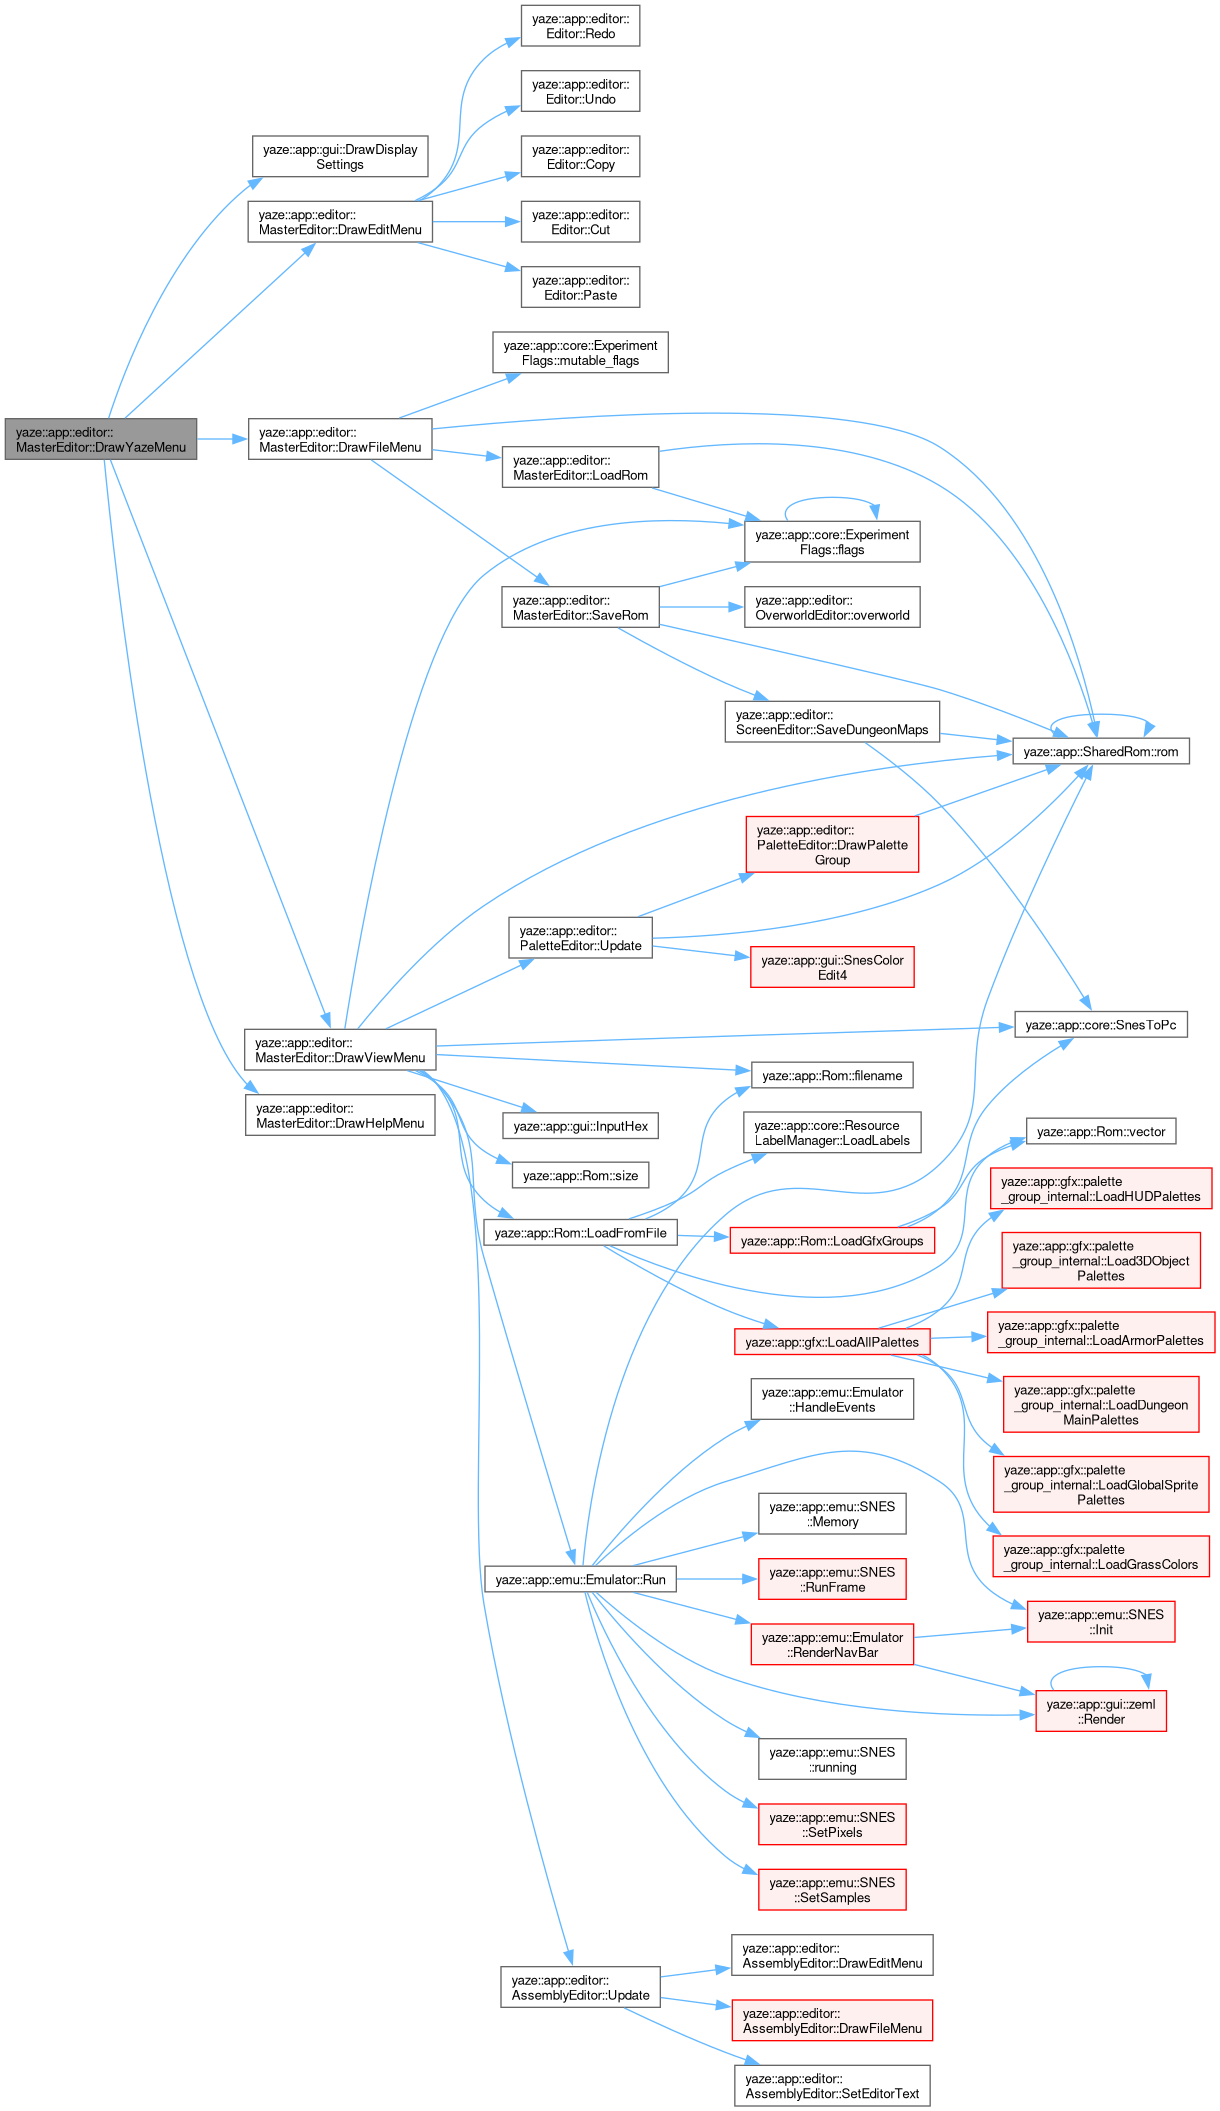 yaze::app::editor::
MasterEditor::DrawYazeMenu
yaze::app::gui::DrawDisplay
Settings
yaze::app::editor::
MasterEditor::DrawEditMenu
yaze::app::editor::
Editor::Redo
yaze::app::editor::
Editor::Undo
yaze::app::editor::
Editor::Copy
yaze::app::editor::
Editor::Cut
yaze::app::editor::
Editor::Paste
yaze::app::editor::
MasterEditor::DrawFileMenu
yaze::app::core::Experiment
Flags::mutable_flags
yaze::app::editor::
MasterEditor::LoadRom
yaze::app::core::Experiment
Flags::flags
yaze::app::editor::
MasterEditor::SaveRom
yaze::app::editor::
OverworldEditor::overworld
yaze::app::editor::
ScreenEditor::SaveDungeonMaps
yaze::app::SharedRom::rom
yaze::app::editor::
PaletteEditor::DrawPalette
Group
yaze::app::editor::
PaletteEditor::Update
yaze::app::gui::SnesColor
Edit4
yaze::app::core::SnesToPc
yaze::app::editor::
MasterEditor::DrawViewMenu
yaze::app::Rom::filename
yaze::app::editor::
MasterEditor::DrawHelpMenu
yaze::app::gui::InputHex
yaze::app::core::Resource
LabelManager::LoadLabels
yaze::app::Rom::vector
yaze::app::Rom::size
yaze::app::gfx::palette
_group_internal::LoadHUDPalettes
yaze::app::Rom::LoadFromFile
yaze::app::Rom::LoadGfxGroups
yaze::app::gfx::palette
_group_internal::Load3DObject
Palettes
yaze::app::gfx::LoadAllPalettes
yaze::app::gfx::palette
_group_internal::LoadArmorPalettes
yaze::app::gfx::palette
_group_internal::LoadDungeon
MainPalettes
yaze::app::emu::Emulator
::HandleEvents
yaze::app::gfx::palette
_group_internal::LoadGlobalSprite
Palettes
yaze::app::emu::SNES
::Memory
yaze::app::gfx::palette
_group_internal::LoadGrassColors
yaze::app::emu::Emulator::Run
yaze::app::emu::SNES
::RunFrame
yaze::app::emu::SNES
::Init
yaze::app::emu::Emulator
::RenderNavBar
yaze::app::gui::zeml
::Render
yaze::app::emu::SNES
::running
yaze::app::emu::SNES
::SetPixels
yaze::app::emu::SNES
::SetSamples
yaze::app::editor::
AssemblyEditor::DrawEditMenu
yaze::app::editor::
AssemblyEditor::Update
yaze::app::editor::
AssemblyEditor::DrawFileMenu
yaze::app::editor::
AssemblyEditor::SetEditorText